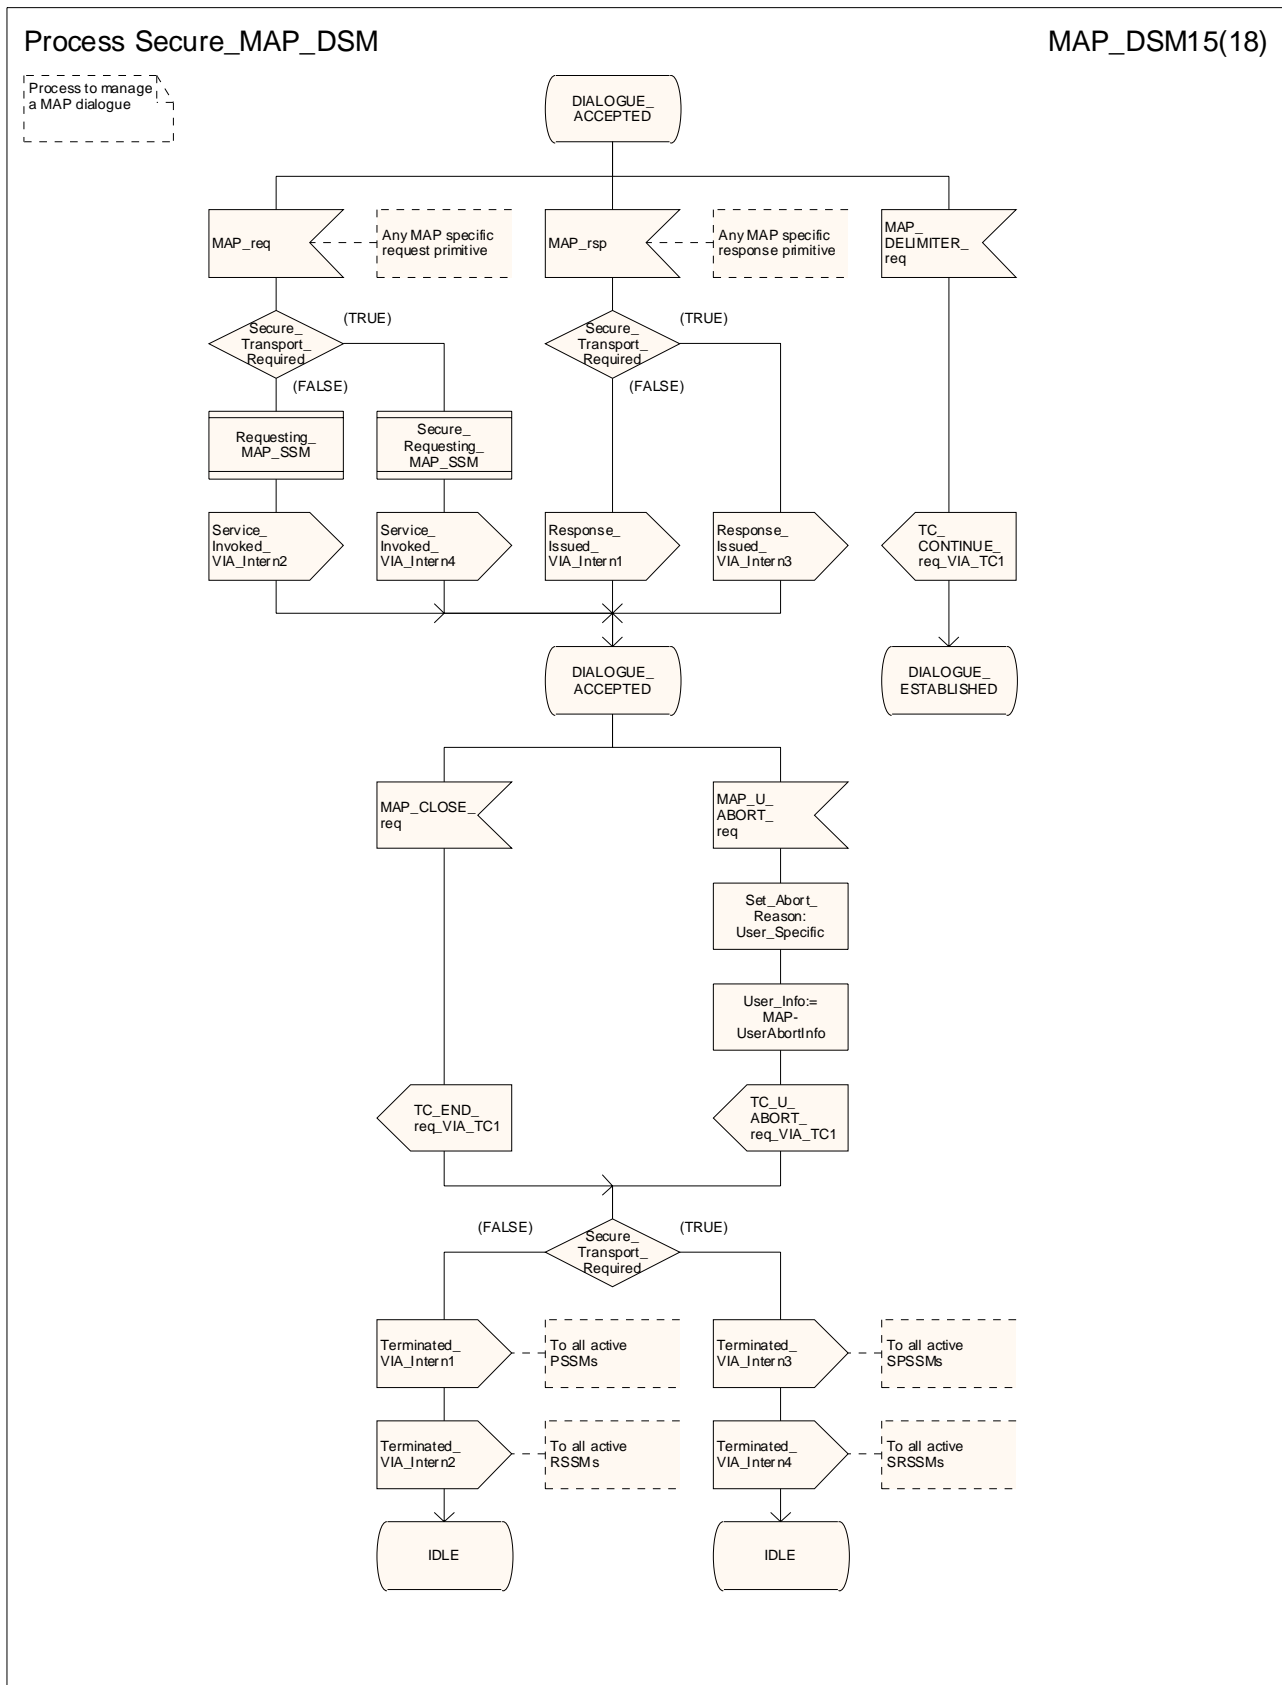 Process Secure_MAP_DSM
MAP_DSM15(18)
Process to manage
a MAP dialogue
DIALOGUE_
ACCEPTED
MAP_req
Any MAP specific
request primitive
MAP_rsp
Any MAP specific
response primitive
MAP_
DELIMITER_
req
Secure_
Transport_
Required
(TRUE)
(FALSE)
Secure_
Transport_
Required
(TRUE)
(FALSE)
Requesting_
MAP_SSM
Secure_
Requesting_
MAP_SSM
Service_
Invoked_
VIA_Intern2
Service_
Invoked_
VIA_Intern4
Response_
Issued_
VIA_Intern1
Response_
Issued_
VIA_Intern3
TC_
CONTINUE_
req_VIA_TC1
DIALOGUE_
ACCEPTED
DIALOGUE_
ESTABLISHED
MAP_CLOSE_
req
MAP_U_
ABORT_
req
Set_Abort_
Reason:
User_Specific
User_Info:=
MAP-
UserAbortInfo
TC_END_
req_VIA_TC1
TC_U_
ABORT_
req_VIA_TC1
(FALSE)
(TRUE)
Secure_
Transport_
Required
Terminated_
VIA_Intern1
To all active
PSSMs
Terminated_
VIA_Intern3
To all active
SPSSMs
Terminated_
VIA_Intern2
To all active
RSSMs
Terminated_
VIA_Intern4
To all active
SRSSMs
IDLE
IDLE